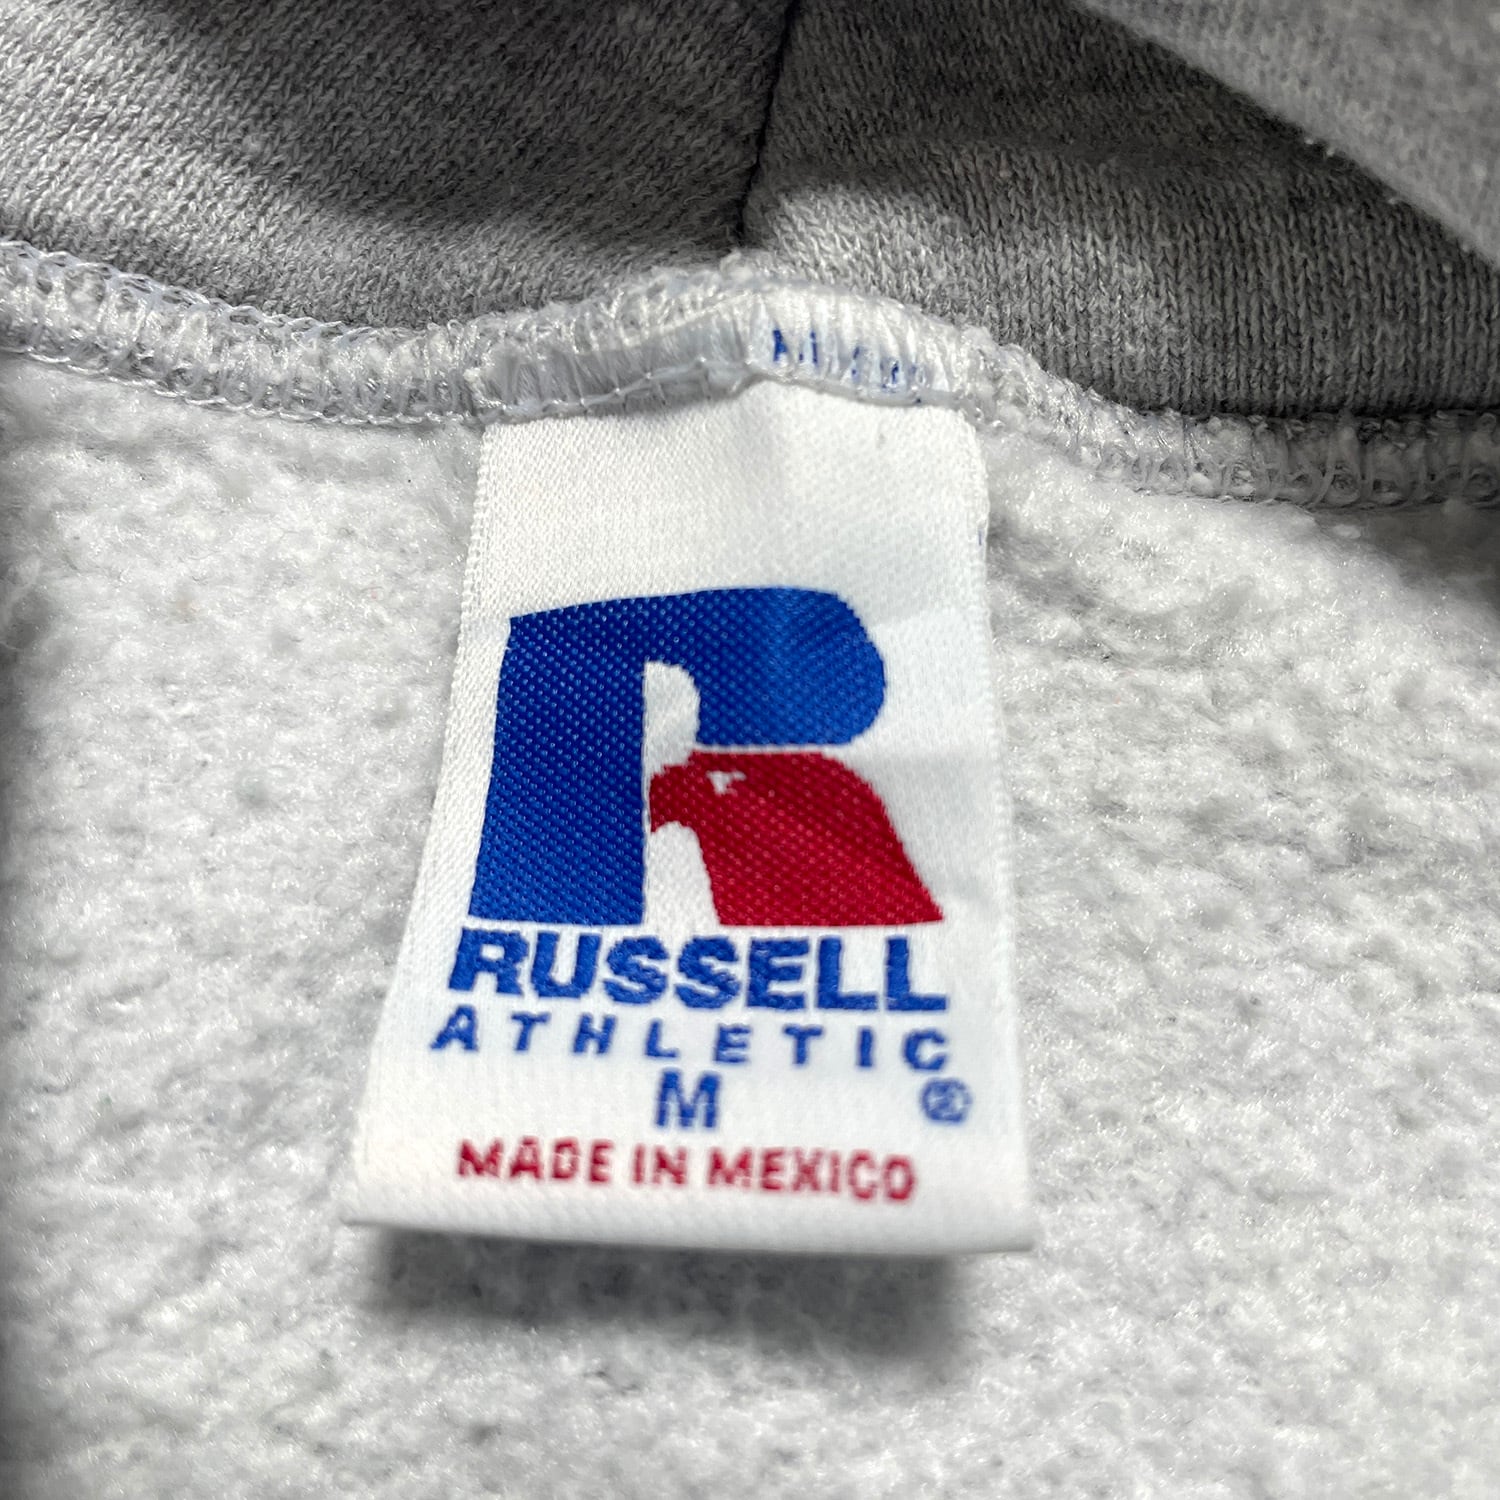 RUSSELL
ATHLETIC
M ®
MADE IN MEXICO